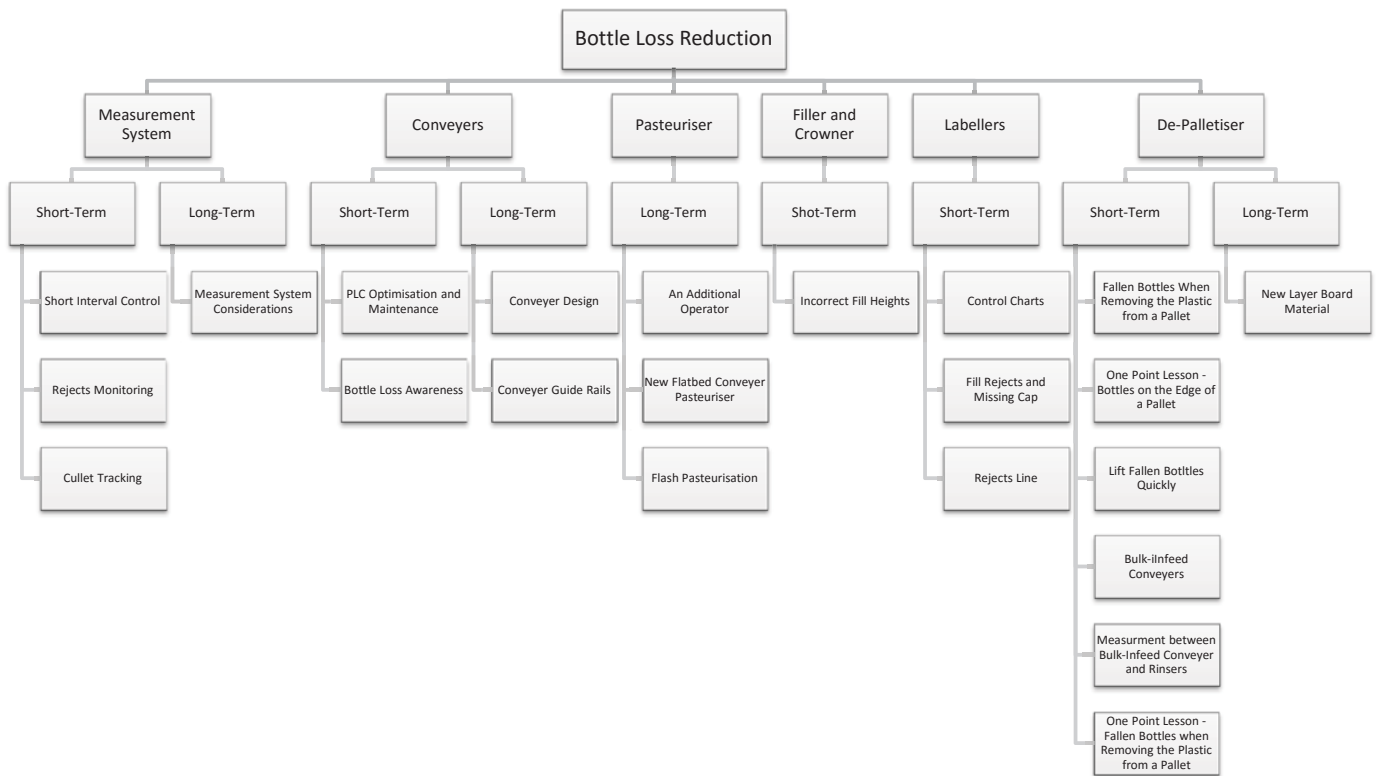 Bottle Loss Reduction
Measurement
System
Conveyers
Pasteuriser
Filler and
Crowner
Labellers
De-Palletiser
Short-Term
Long-Term
Short-Term
Long-Term
Long-Term
Shot-Term
Short-Term
Short-Term
Long-Term
Short Interval Control
Measurement System
Considerations
PLC Optimisation and
Maintenance
Conveyer Design
An Additional
Operator
Incorrect Fill Heights
Control Charts
Fallen Bottles When
Removing the Plastic
from a Pallet
New Layer Board
Material
Rejects Monitoring
Bottle Loss Awareness
Conveyer Guide Rails
New Flatbed Conveyer
Pasteuriser
Fill Rejects and
Missing Cap
One Point Lesson -
Bottles on the Edge of
a Pallet
Cullet Tracking
Flash Pasteurisation
Rejects Line
Lift Fallen Botltles
Quickly
Bulk-iInfeed
Conveyers
Measurment between
Bulk-Infeed Conveyer
and Rinsers
One Point Lesson -
Fallen Bottles when
Removing the Plastic
from a Pallet